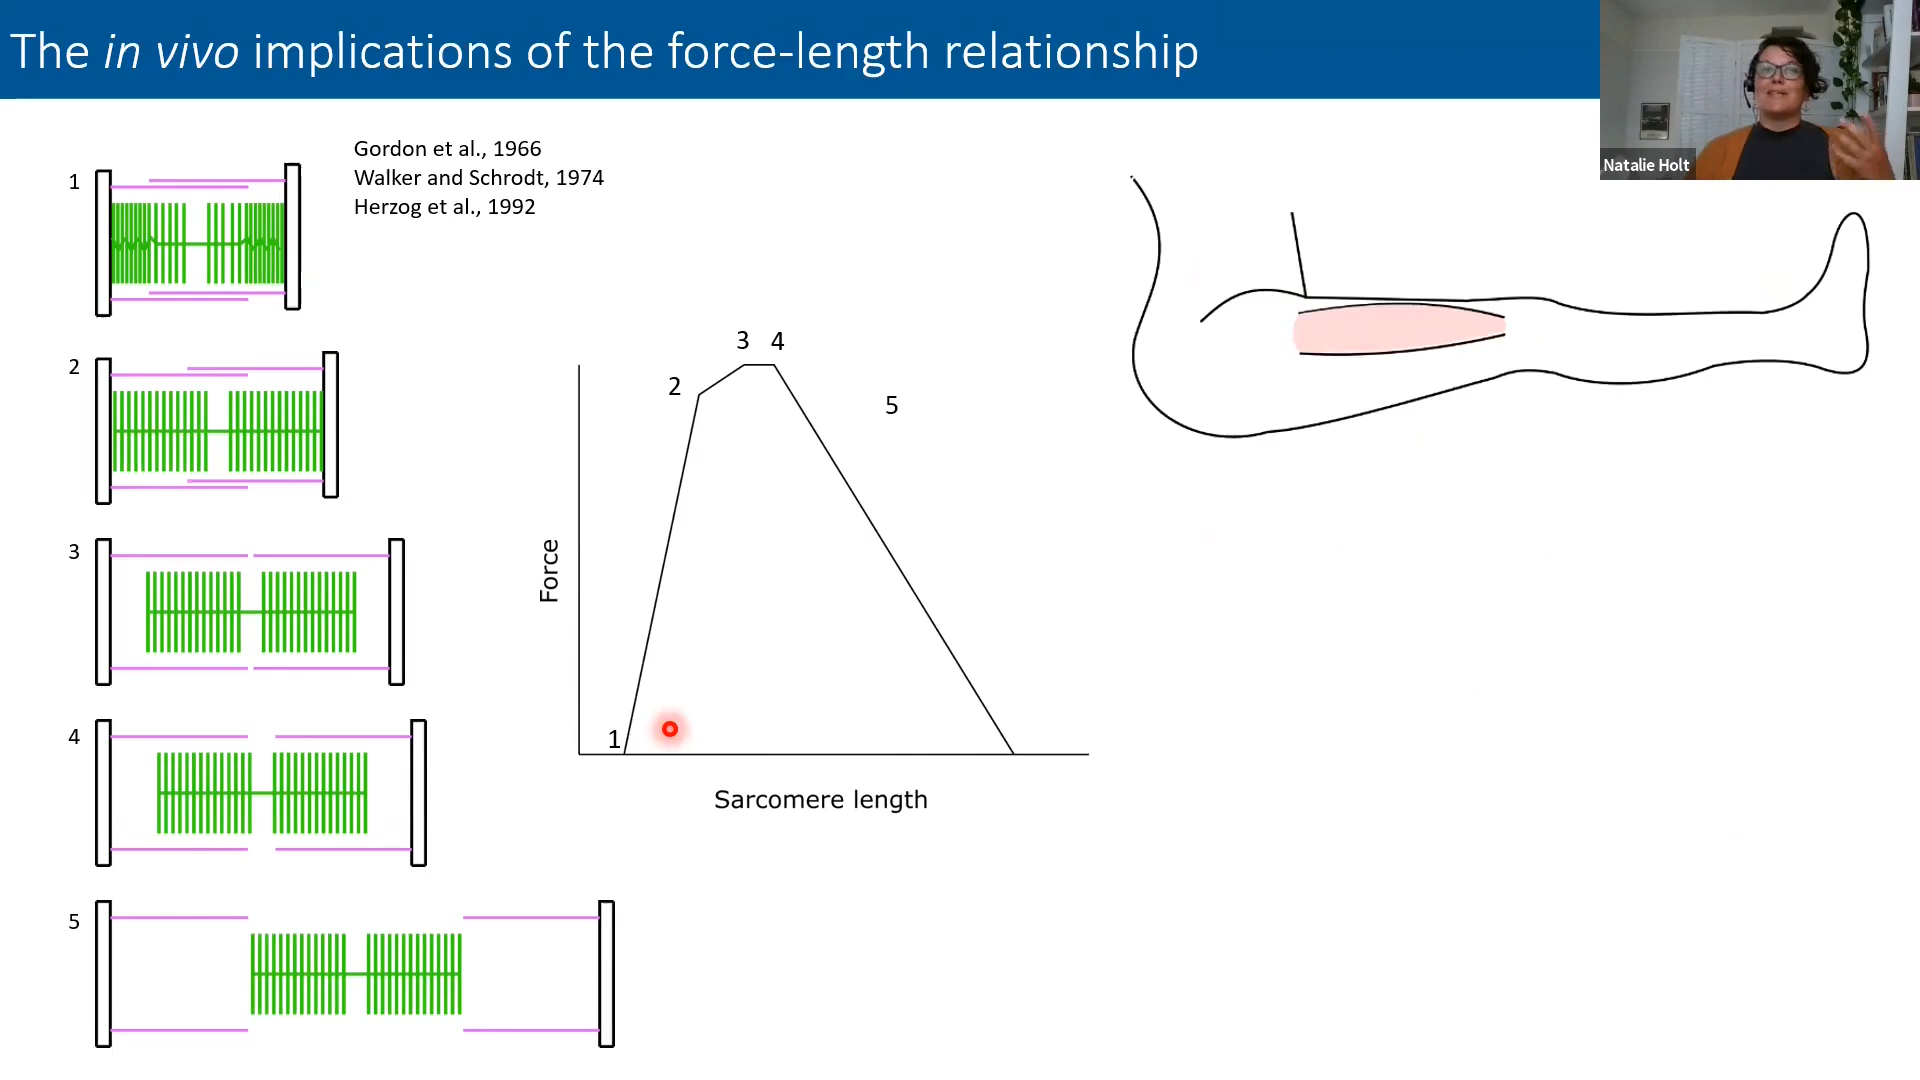 The in vivo implications of the force-length relationship
Natalie Holt
Gordon et al., 1966
Walker and Schrodt, 1974
Herzog et al., 1992
1
2
3
4
5
3 4
2
5
1
Force
Sarcomere length